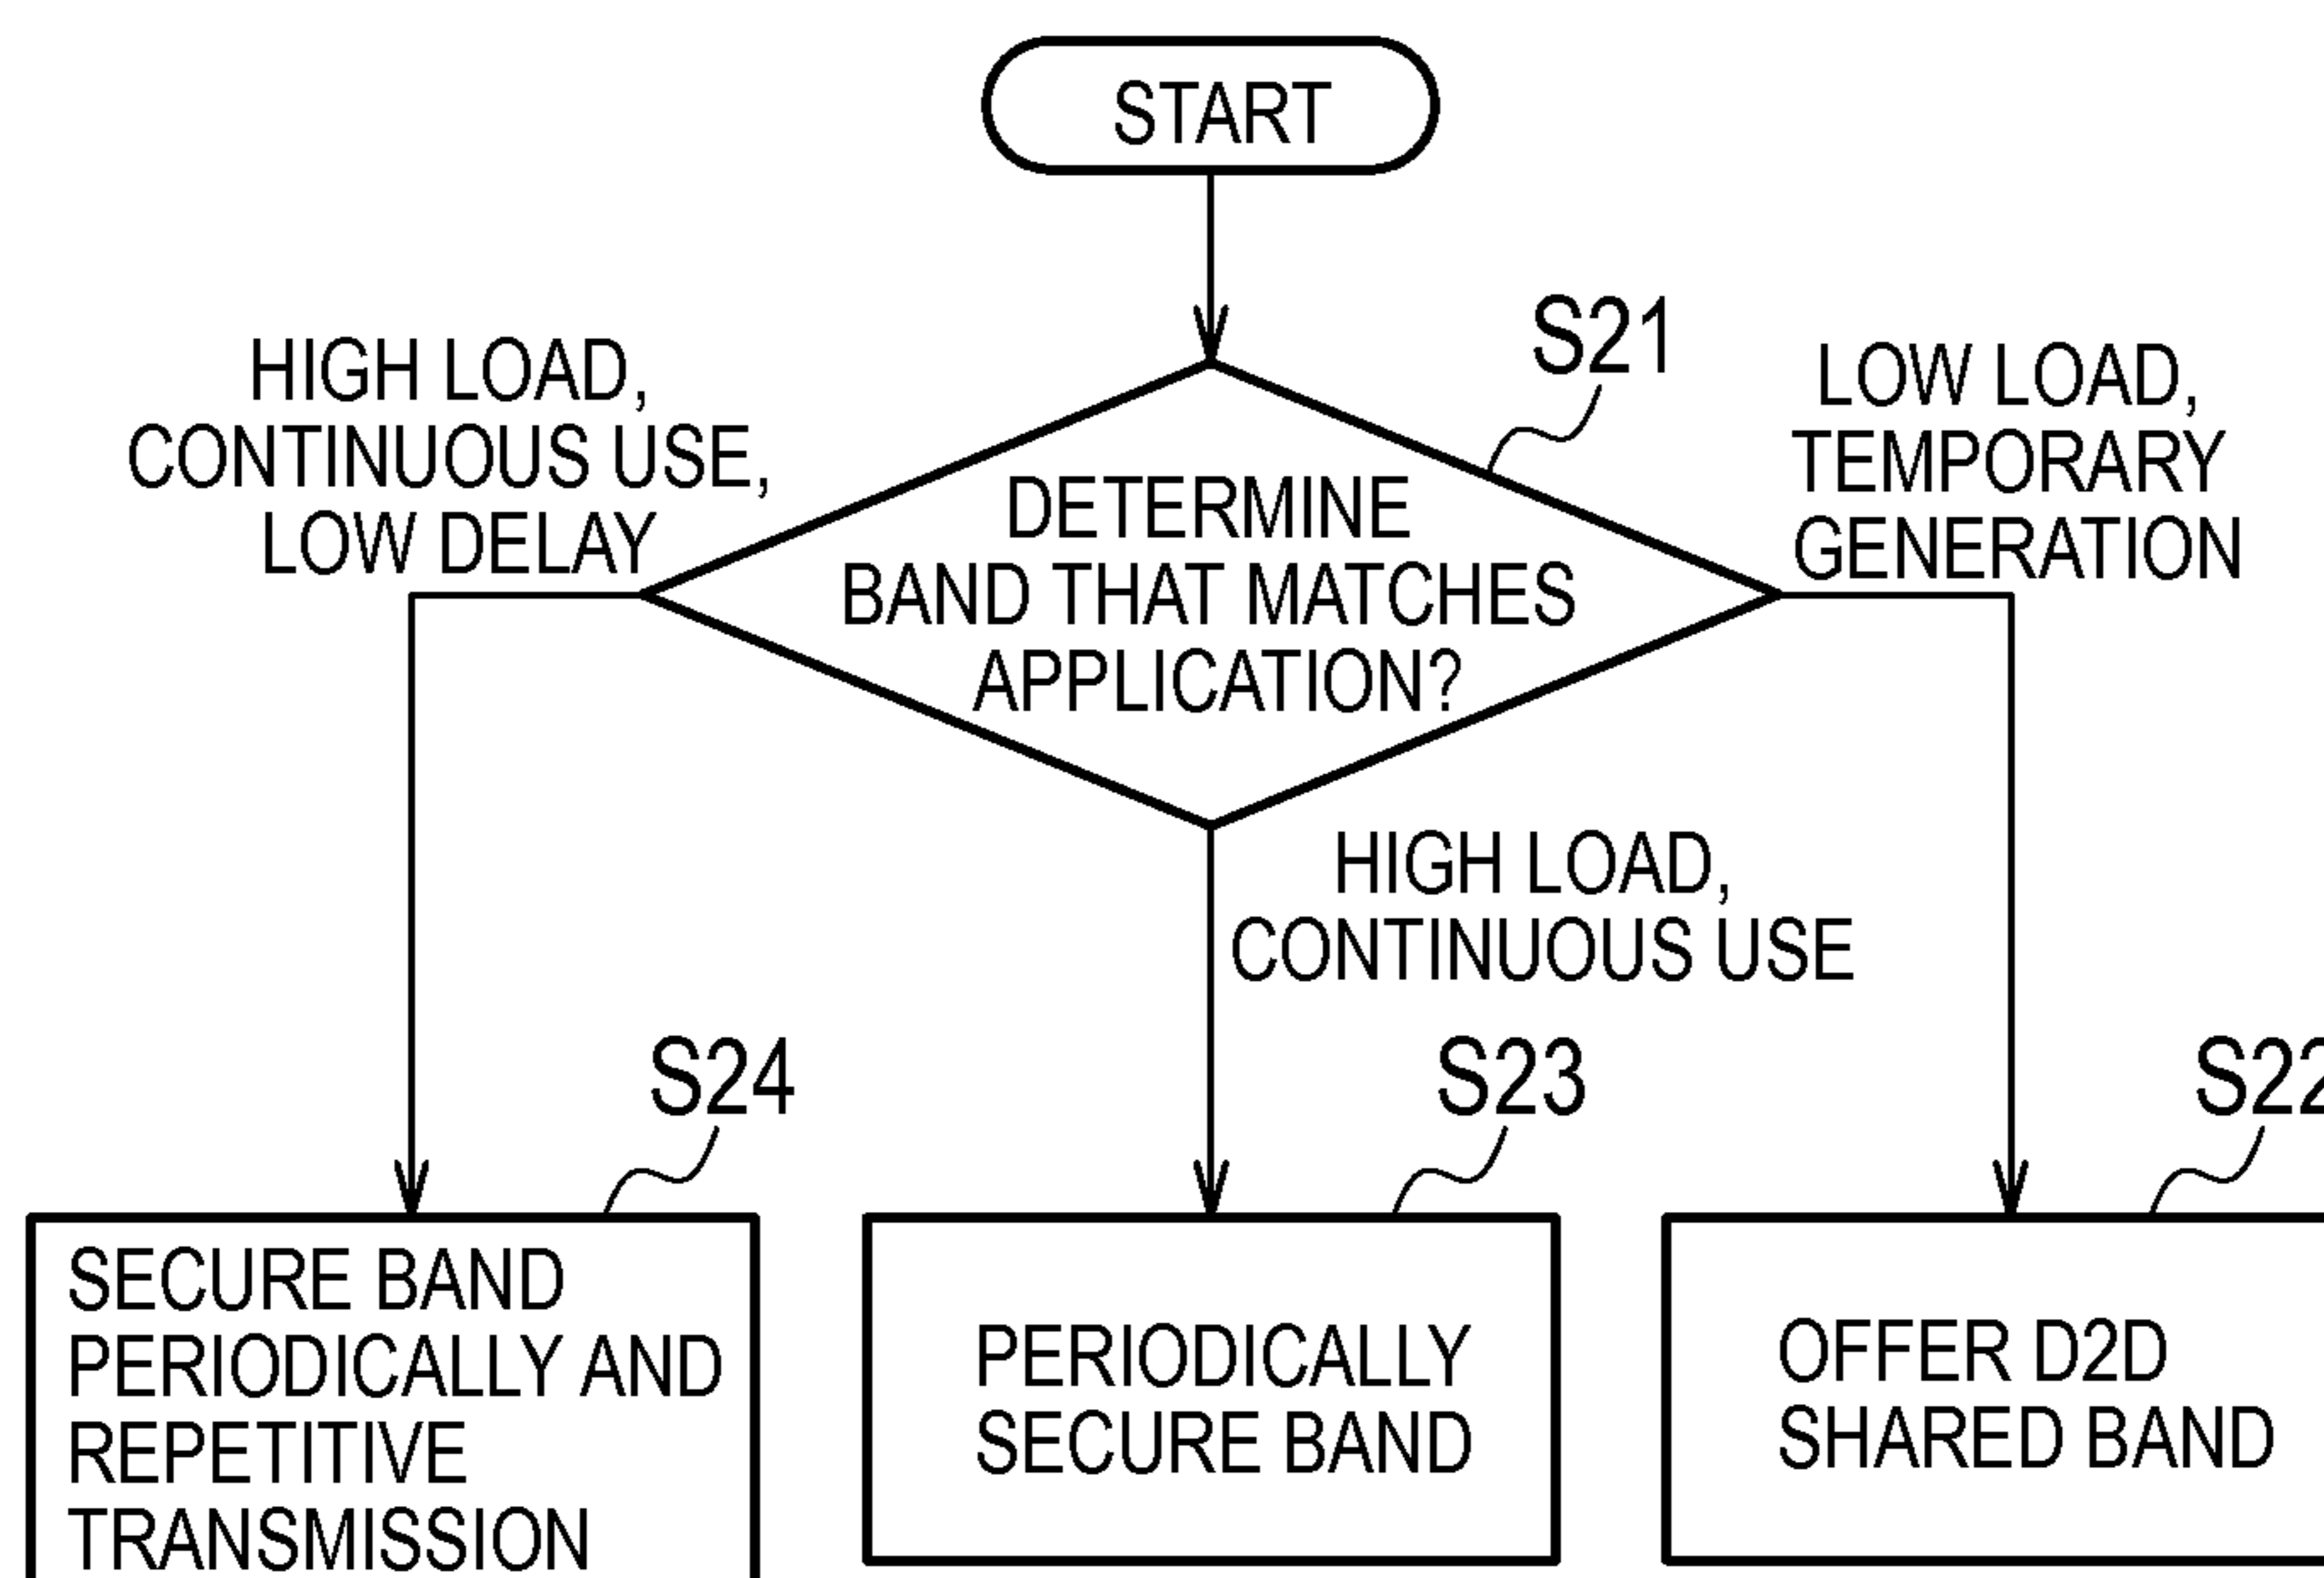 START
S21
HIGH LOAD,
CONTINUOUS USE,
LOW DELAY
DETERMINE
BAND THAT MATCHES
APPLICATION?
LOW LOAD,
TEMPORARY
GENERATION
HIGH LOAD,
CONTINUOUS USE
S24
SECURE BAND
PERIODICALLY AND
REPETITIVE
TRANSMISSION
S23
PERIODICALLY
SECURE BAND
S22
OFFER D2D
SHARED BAND